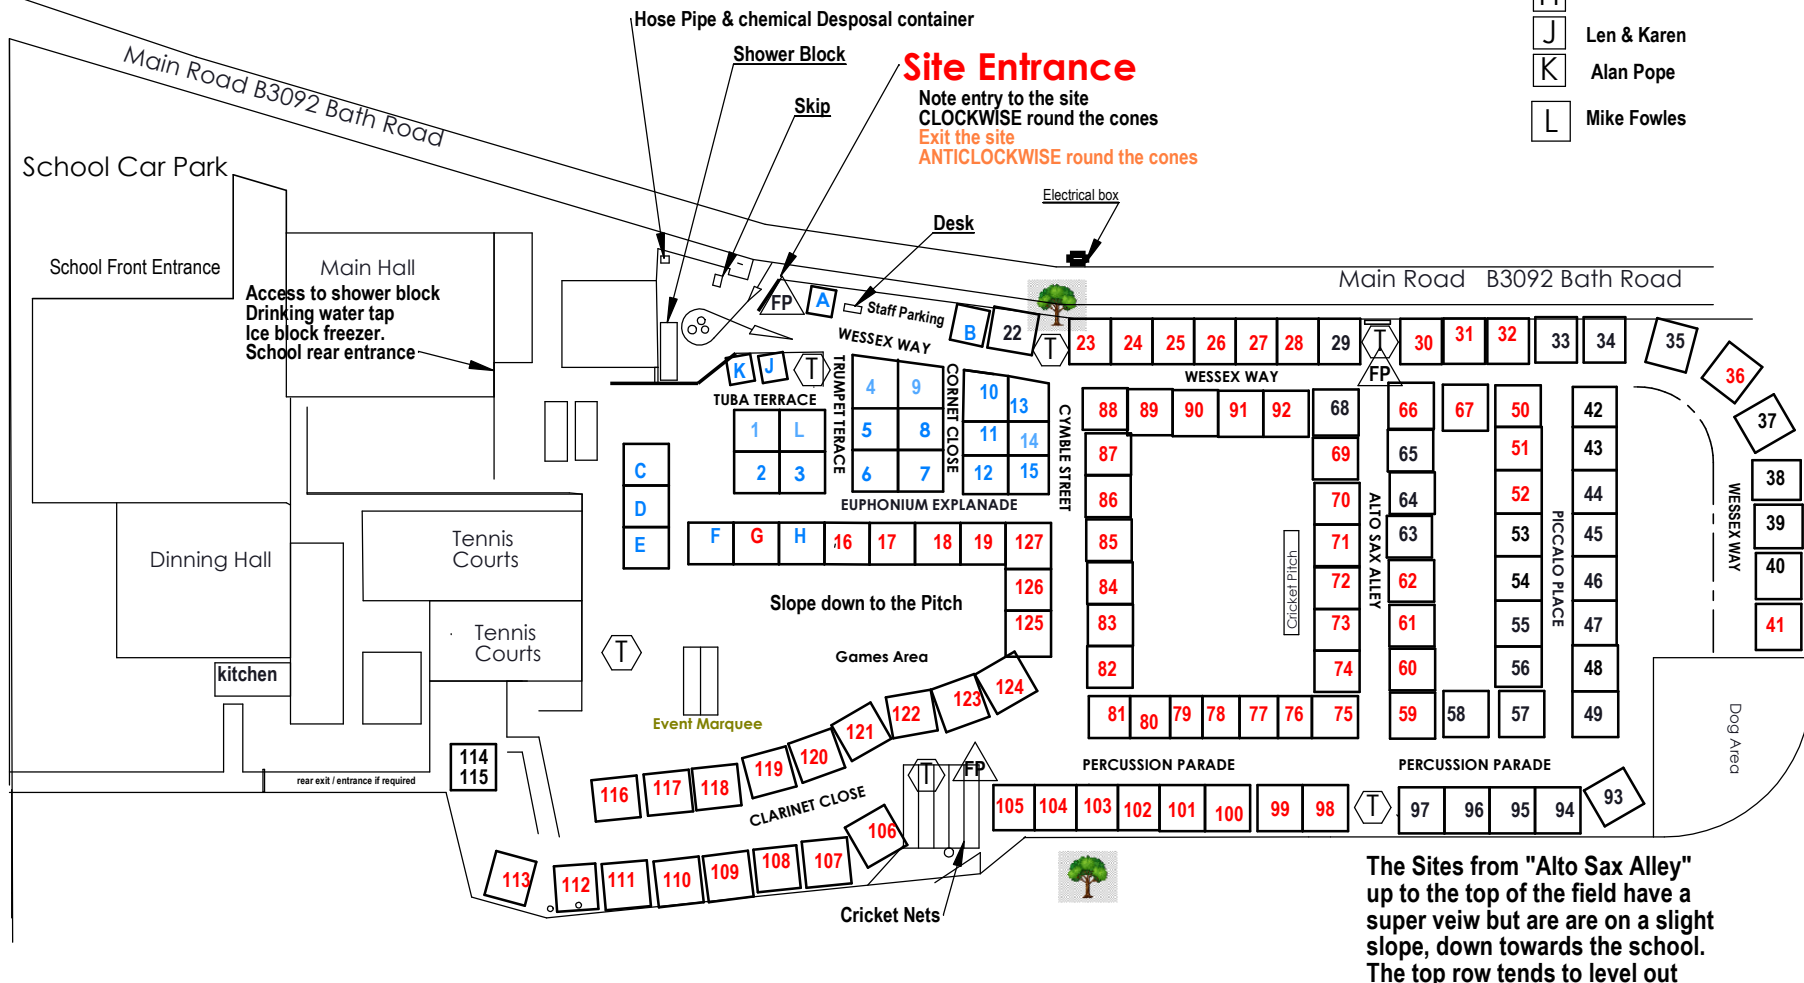 Hose Pipe & chemical Desposal container
Shower Block
Skip
Site Entrance
Note entry to the site
CLOCKWISE round the cones
Exit the site
ANTICLOCKWISE round the cones
Desk
Electrical box
J Len & Karen
K Alan Pope
L Mike Fowles
Main Road B3092 Bath Road
School Car Park
School Front Entrance
Main Hall
Access to shower block
Drinking water tap
Ice block freezer.
School rear entrance
Main Road B3092 Bath Road
FP
A
Staff Parking
B
22
T
23 24 25 26 27 28 29
T
FP
30 31 32 33 34 35 36 37 38 39 40 41
WESSEX WAY
WESSEX WAY
WESSEX WAY
K J T
TUBA TERRACE
TRUMPET TERACE
CORNET CLOSE
CYMBLE STREET
1 L
2 3
4 9
5 8
6 7
10 13
11 14
12 15
EUPHONIUM EXPLANADE
C
D
E
F G H 16 17 18 19 127
126
125
Slope down to the Pitch
Games Area
88 89 90 91 92 68
87
86
85
84
83
82
81 80 79 78 77 76 75
69
70
71
72
73
74
Cricket Pitch
ALTO SAX ALLEY
66 67 50
65
64
63
62
61
60
59 58 57
51
52
53
54
55
56
PICCALO PLACE
42
43
44
45
46
47
48
49
Dog Area
Dinning Hall
Tennis
Courts
Tennis
Courts
kitchen
T
Event Marquee
114
115
rear exit / entrance if required
116 117 118 119 120 121 122 123 124
CLARINET CLOSE
T
FP
PERCUSSION PARADE
PERCUSSION PARADE
105 104 103 102 101 100 99 98
T
97 96 95 94 93
113 112 111 110 109 108 107 106
Cricket Nets
The Sites from "Alto Sax Alley"
up to the top of the field have a
super veiw but are are on a slight
slope, down towards the school.
The top row tends to level out